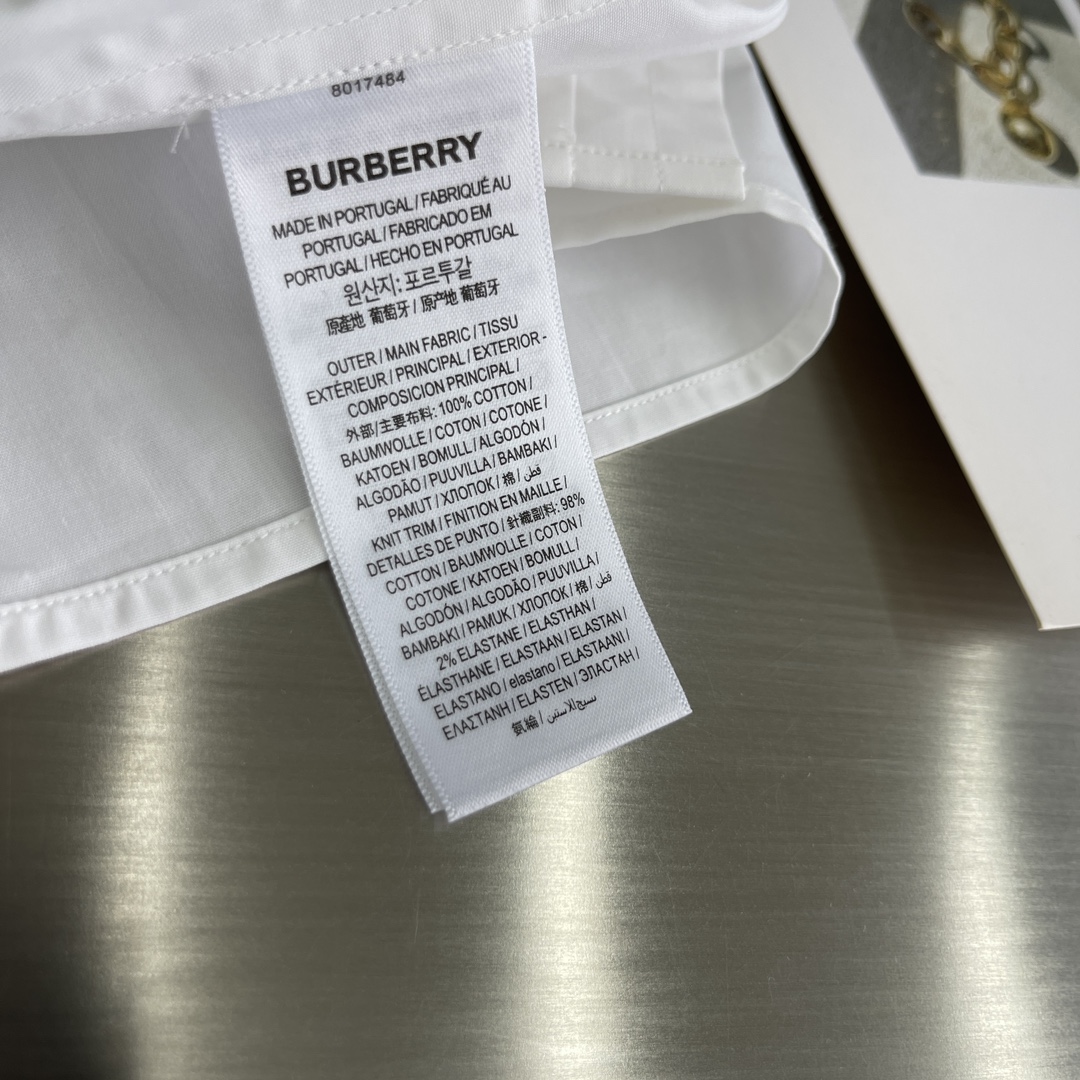 8017484
BURBERRY
MADE IN PORTUGAL / FABRIQUÉ AU
PORTUGAL / FABRICADO EM
PORTUGAL / HECHO EN PORTUGAL
원산지: 포르투갈
原產地 葡萄牙 / 原产地 葡萄牙
OUTER / MAIN FABRIC / TISSU
EXTÉRIEUR / PRINCIPAL / EXTERIOR -
COMPOSICION PRINCIPAL /
外部/主要布料: 100% COTTON /
BAUMWOLLE / COTON / COTONE /
KATOEN / BOMULL / ALGODÓN /
ALGODÃO / PUUVILLA / BAMBAKI /
PAMUT / ХЛОПОК / 棉 / قطن
KNIT TRIM / FINITION EN MAILLE /
DETALLES DE PUNTO / 針織副料: 98%
COTTON / BAUMWOLLE / COTON /
COTONE / KATOEN / BOMULL /
ALGODÓN / ALGODÃO / PUUVILLA /
BAMBAKI / PAMUK / ХЛОПОК / 棉 / قطن
2% ELASTANE / ELASTHAN /
ÉLASTHANE / ELASTAAN / ELASTAN /
ELASTANO / elastano / ELASTAANI /
ΕΛΑΣΤΑΝΗ / ELASTEN / ЭЛАСТАН /
氨綸 / نسيج الاستين